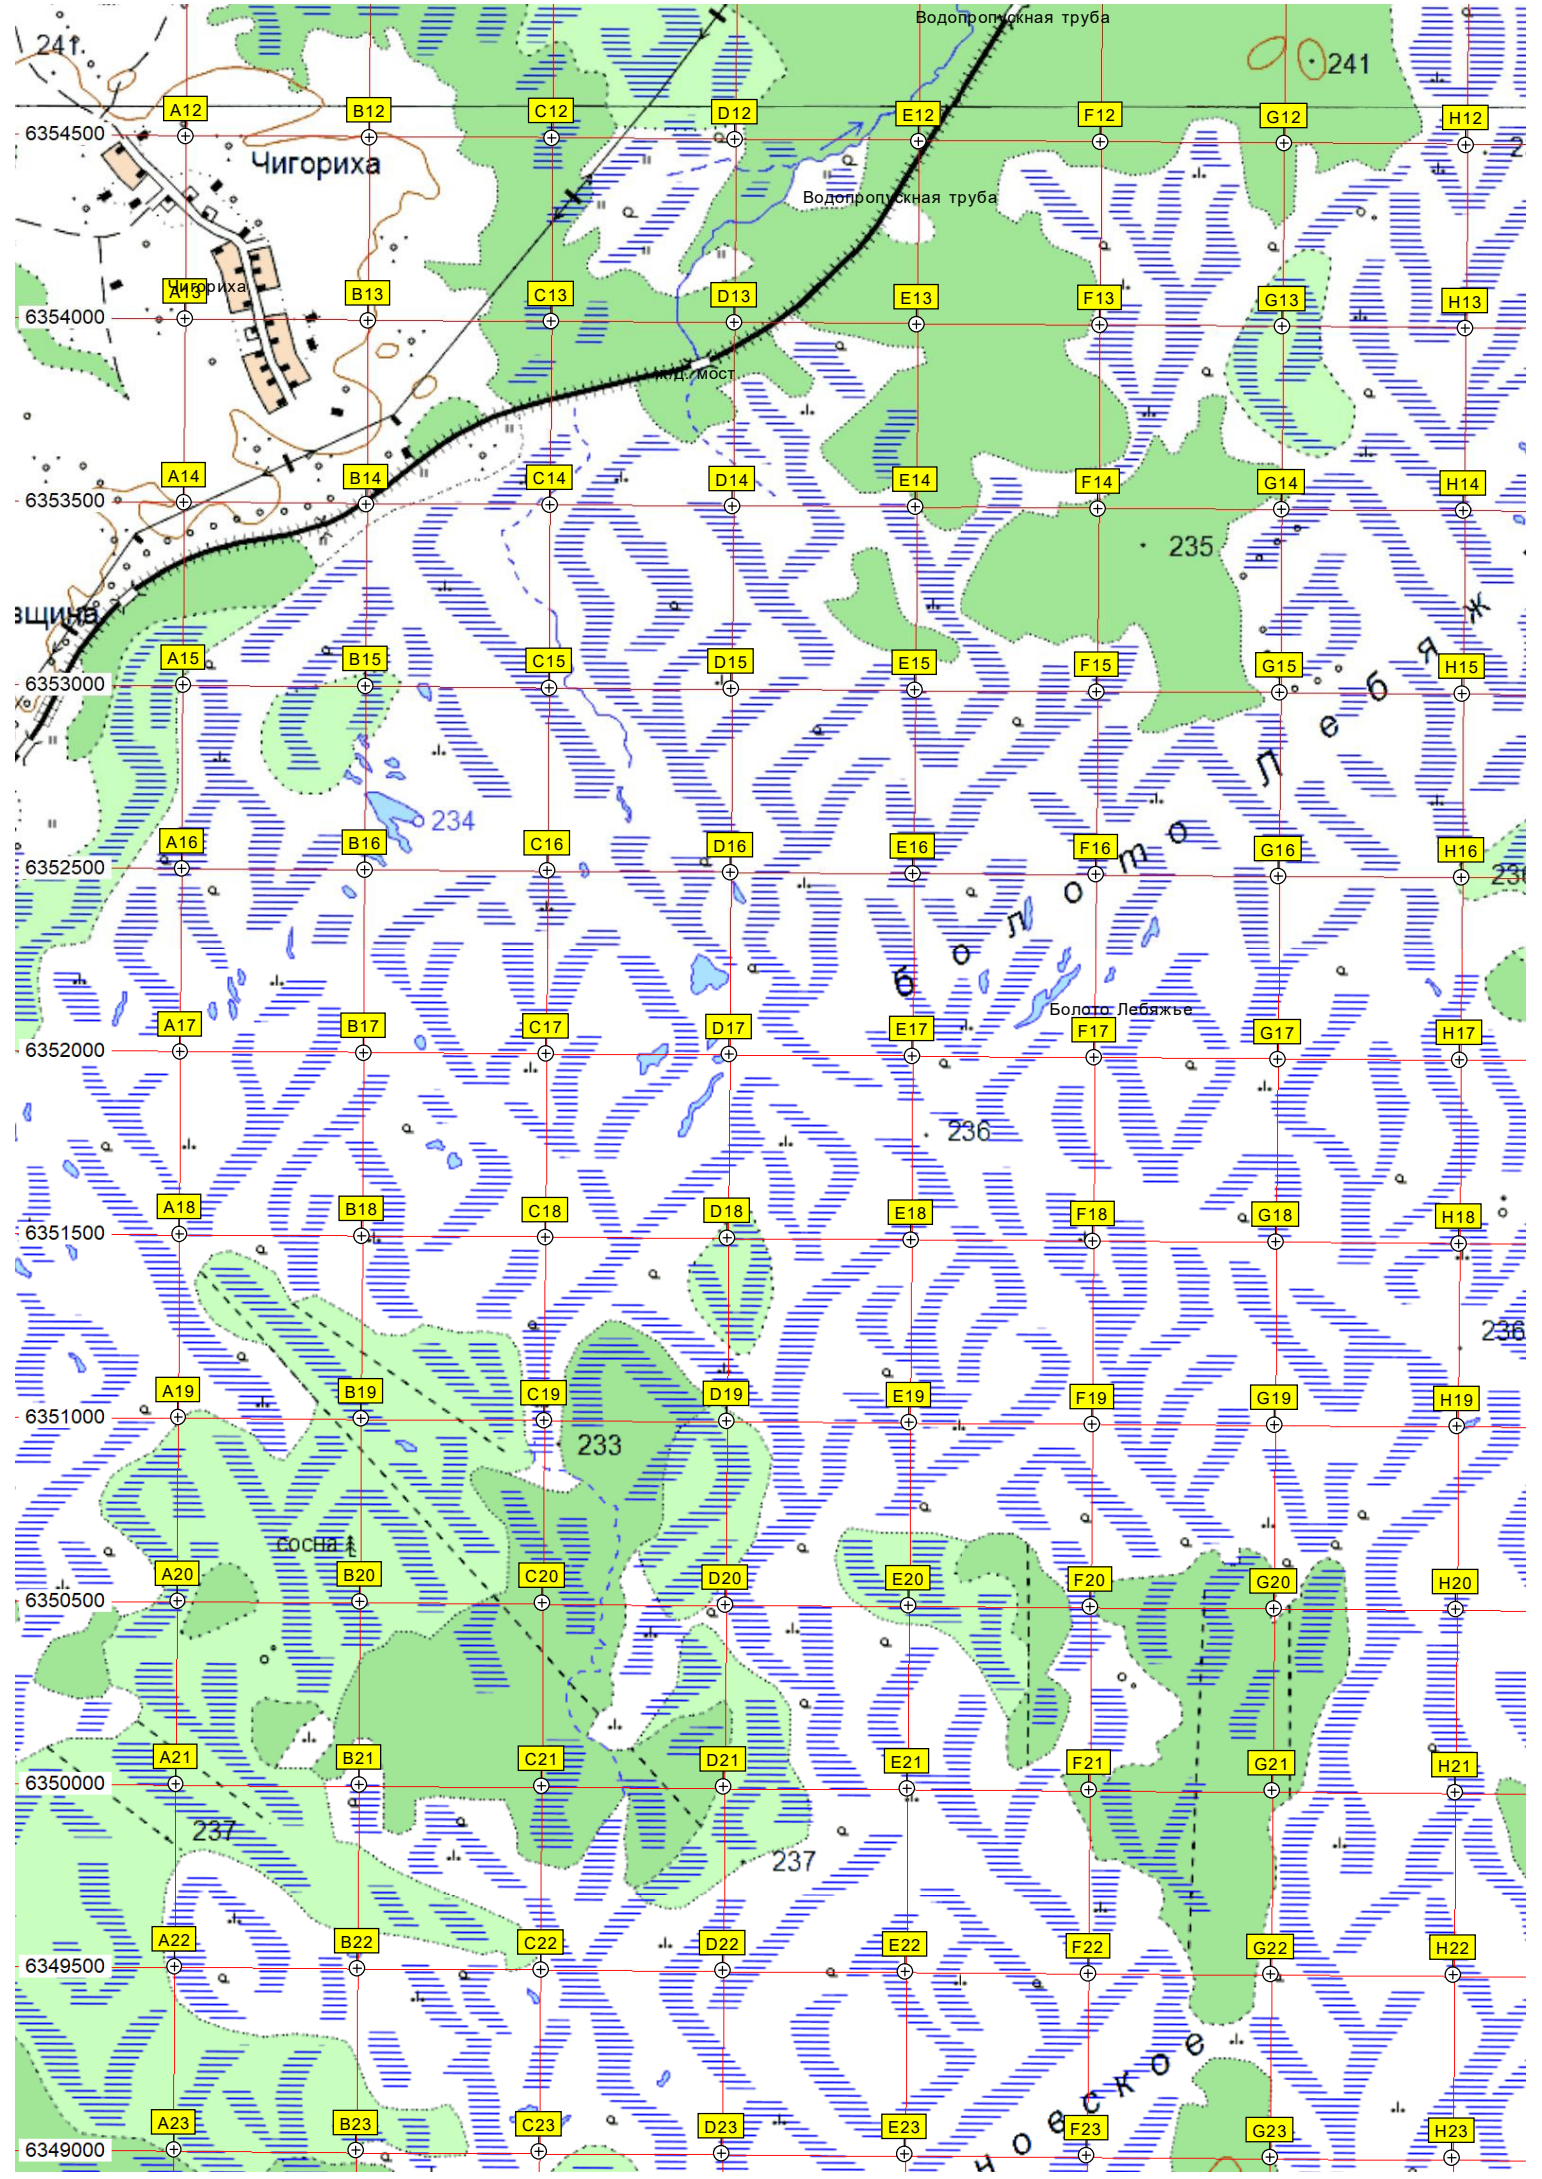 Водопропускная труба
241
241
A12 B12 C12 D12 E12 F12 G12 H12
6354500
2
Чигориха
Водопропускная труба
Чигориха
A13 B13 C13 D13 E13 F13 G13 H13
6354000
ж/д. мост
A14 B14 C14 D14 E14 F14 G14 H14
6353500
235
вщина
A15 B15 C15 D15 E15 F15 G15 H15
6353000
234
A16 B16 C16 D16 E16 F16 G16 H16
6352500
236
болото Лебяж
Болото Лебяжье
A17 B17 C17 D17 E17 F17 G17 H17
6352000
236
A18 B18 C18 D18 E18 F18 G18 H18
6351500
236
A19 B19 C19 D19 E19 F19 G19 H19
6351000
233
сосна
A20 B20 C20 D20 E20 F20 G20 H20
6350500
A21 B21 C21 D21 E21 F21 G21 H21
6350000
237
237
A22 B22 C22 D22 E22 F22 G22 H22
6349500
новское
A23 B23 C23 D23 E23 F23 G23 H23
6349000